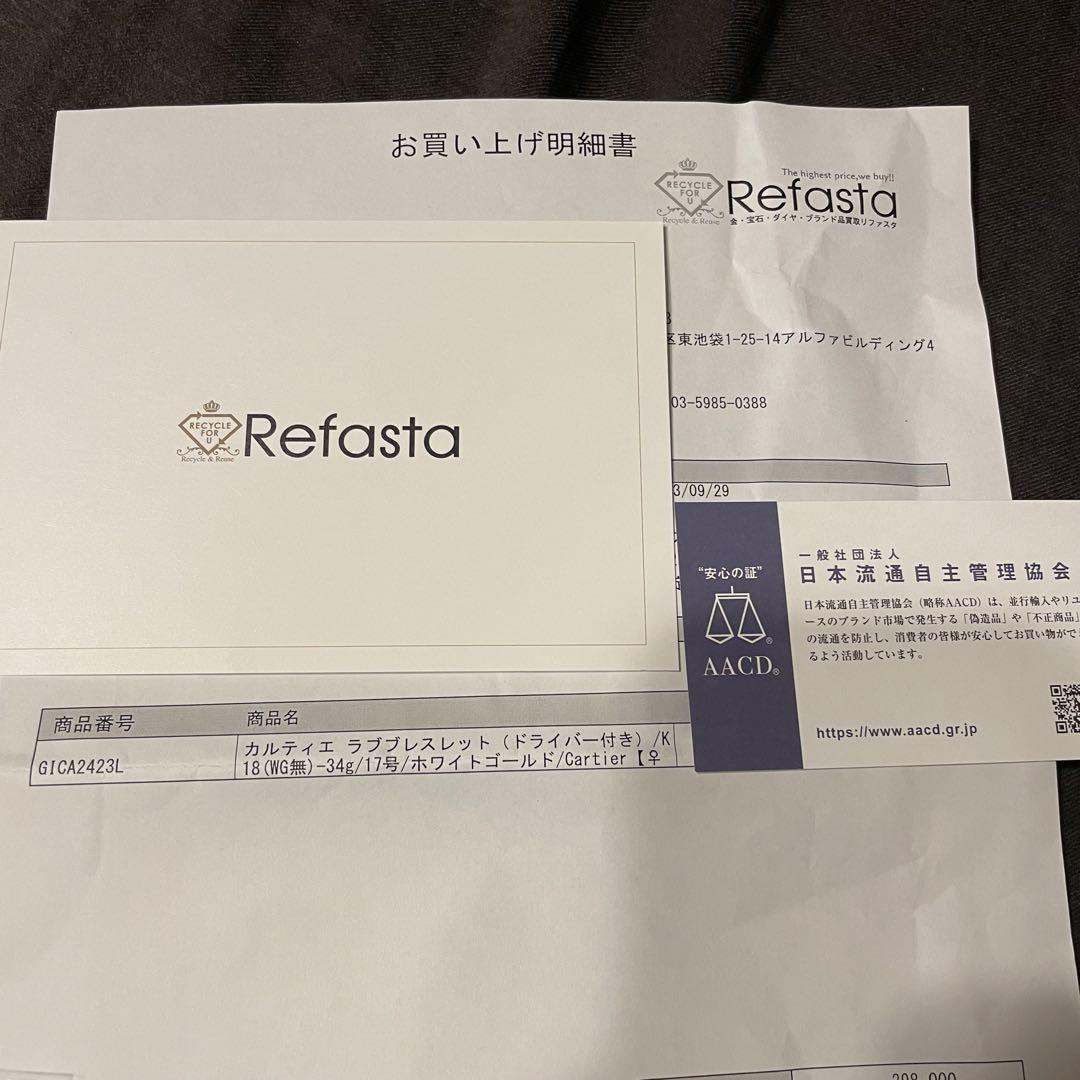 お買い上げ明細書
The highest price,we buy!!
RECYCLE
FOR
U
Recycle & Reuse
Refasta
金・宝石・ダイヤ・ブランド品買取リファスタ
区東池袋1-25-14アルファビルディング4
03-5985-0388
3/09/29
RECYCLE
FOR
U
Recycle & Reuse
Refasta
"安心の証"
AACD®
一般社団法人
日本流通自主管理協会
日本流通自主管理協会(略称AACD)は、並行輸入やリユ
ースのブランド市場で発生する「偽造品」や「不正商品」
の流通を防止し、消費者の皆様が安心してお買い物がで
るよう活動しています。
https://www.aacd.gr.jp
商品番号 商品名
GICA2423L
カルティエ ラブブレスレット(ドライバー付き)/K
18(WG無)-34g/17号/ホワイトゴールド/Cartier【♀